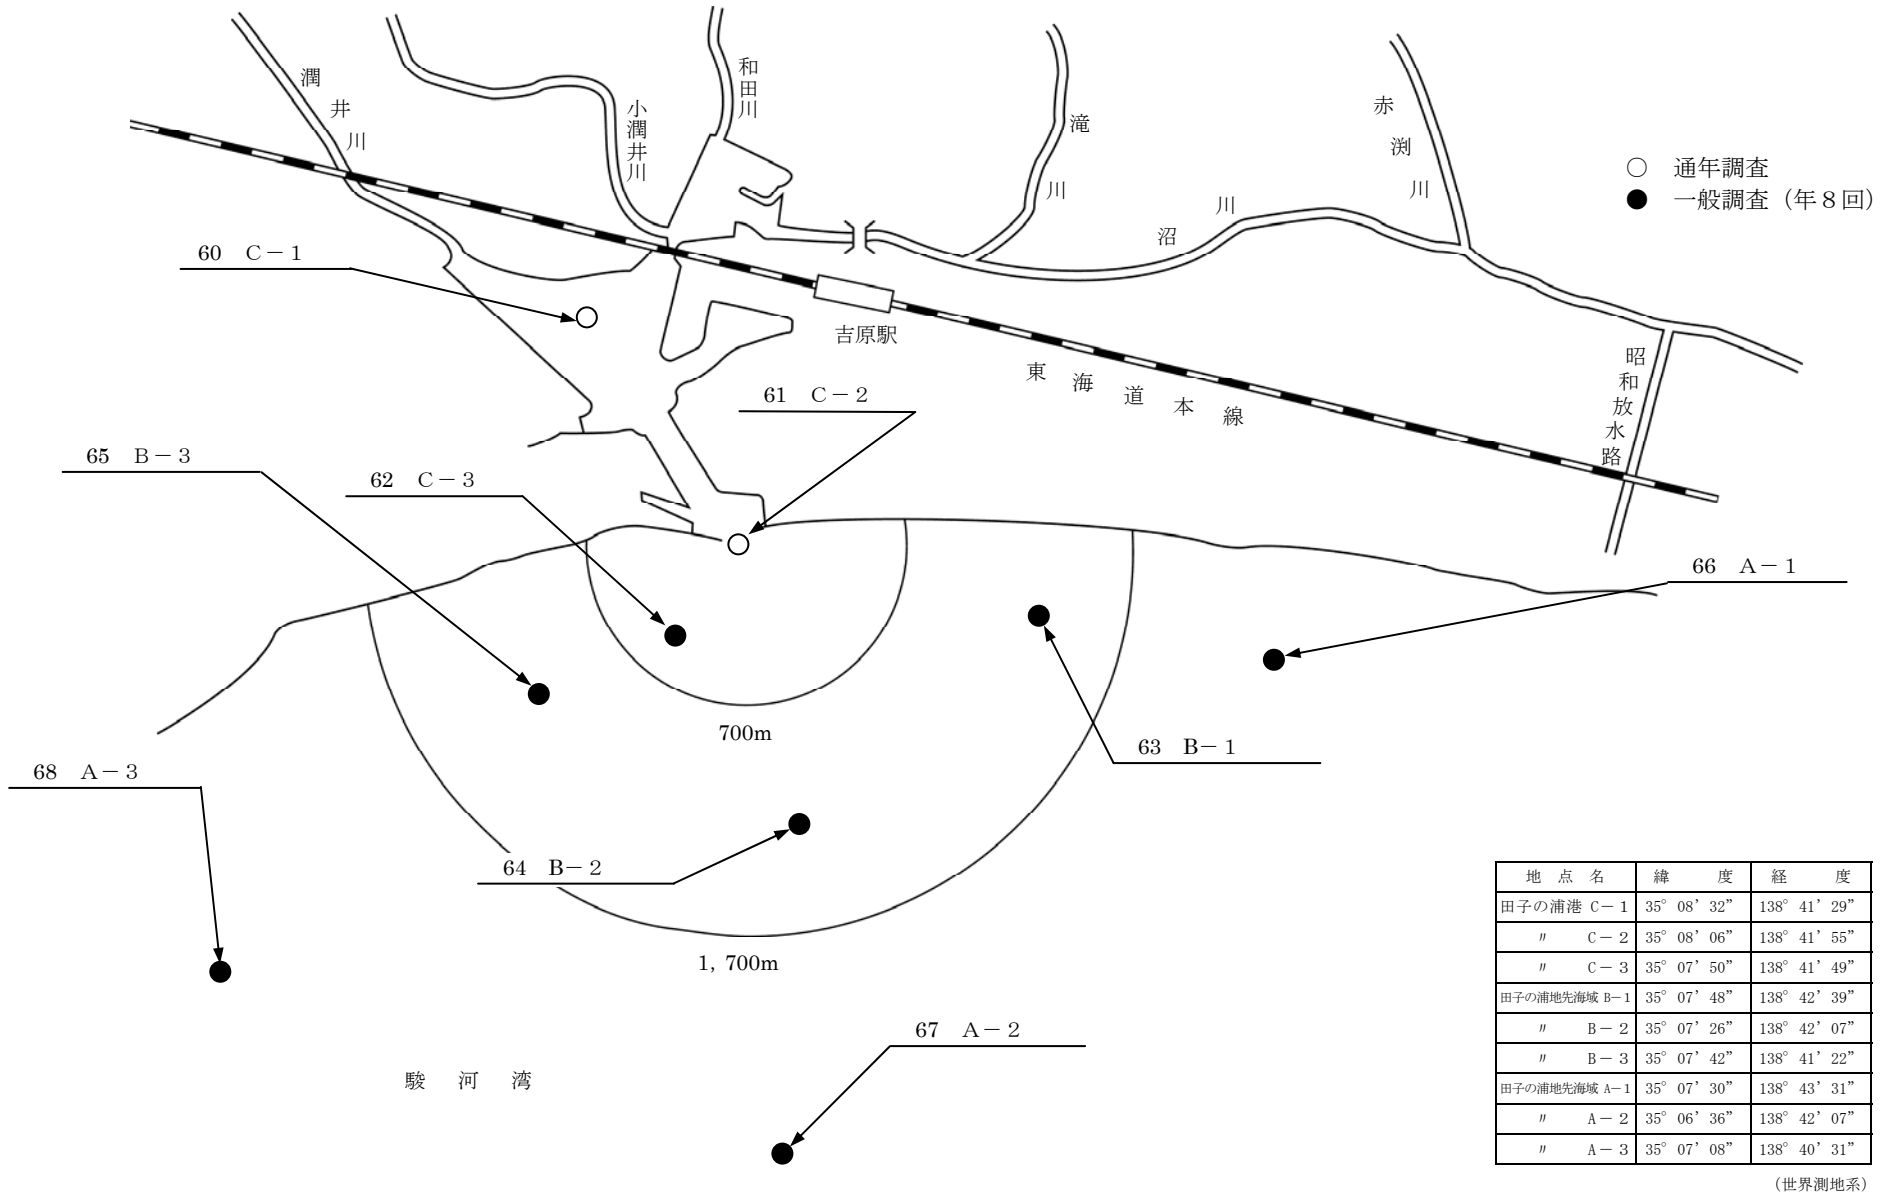 潤井川
小潤井川
和田川
滝川
赤渕川
沼川
○ 通年調査
● 一般調査（年８回）
60 Ｃ－１
吉原駅
東海道本線
昭和放水路
61 Ｃ－２
65 Ｂ－３
62 Ｃ－３
66 Ａ－１
700m
63 Ｂ－１
68 Ａ－３
64 Ｂ－２
1,700m
67 Ａ－２
駿河湾
地点名 緯度 経度
田子の浦港 Ｃ－１ 35°08’32” 138°41’29”
〃 Ｃ－２ 35°08’06” 138°41’55”
〃 Ｃ－３ 35°07’50” 138°41’49”
田子の浦地先海域 Ｂ－１ 35°07’48” 138°42’39”
〃 Ｂ－２ 35°07’26” 138°42’07”
〃 Ｂ－３ 35°07’42” 138°41’22”
田子の浦地先海域 Ａ－１ 35°07’30” 138°43’31”
〃 Ａ－２ 35°06’36” 138°42’07”
〃 Ａ－３ 35°07’08” 138°40’31”
（世界測地系）